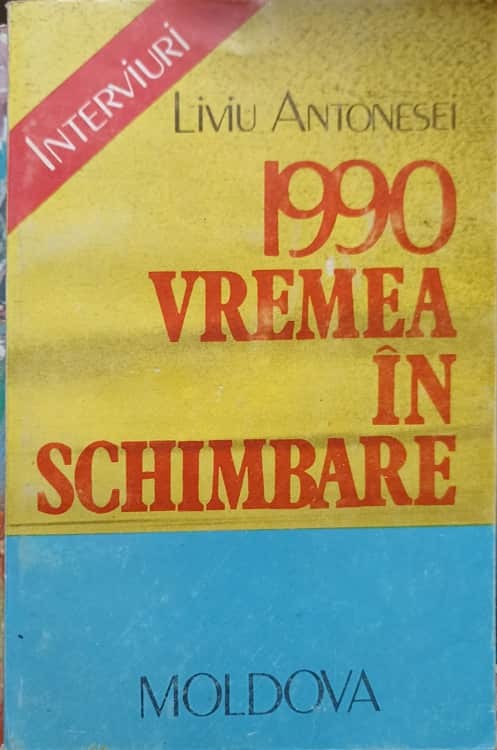 INTERVIURI
LIVIU ANTONESEI
1990
VREMEA
ÎN
SCHIMBARE
MOLDOVA